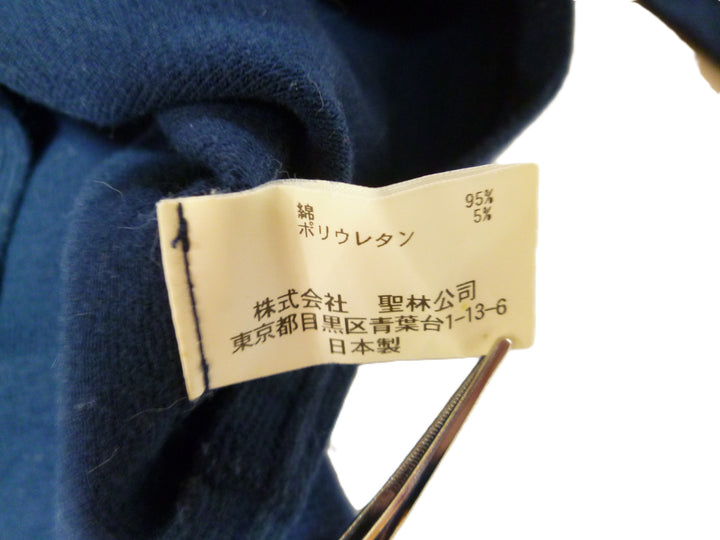 綿 95%
ポリウレタン 5%
株式会社 聖林公司
東京都目黒区青葉台1-13-6
日本製